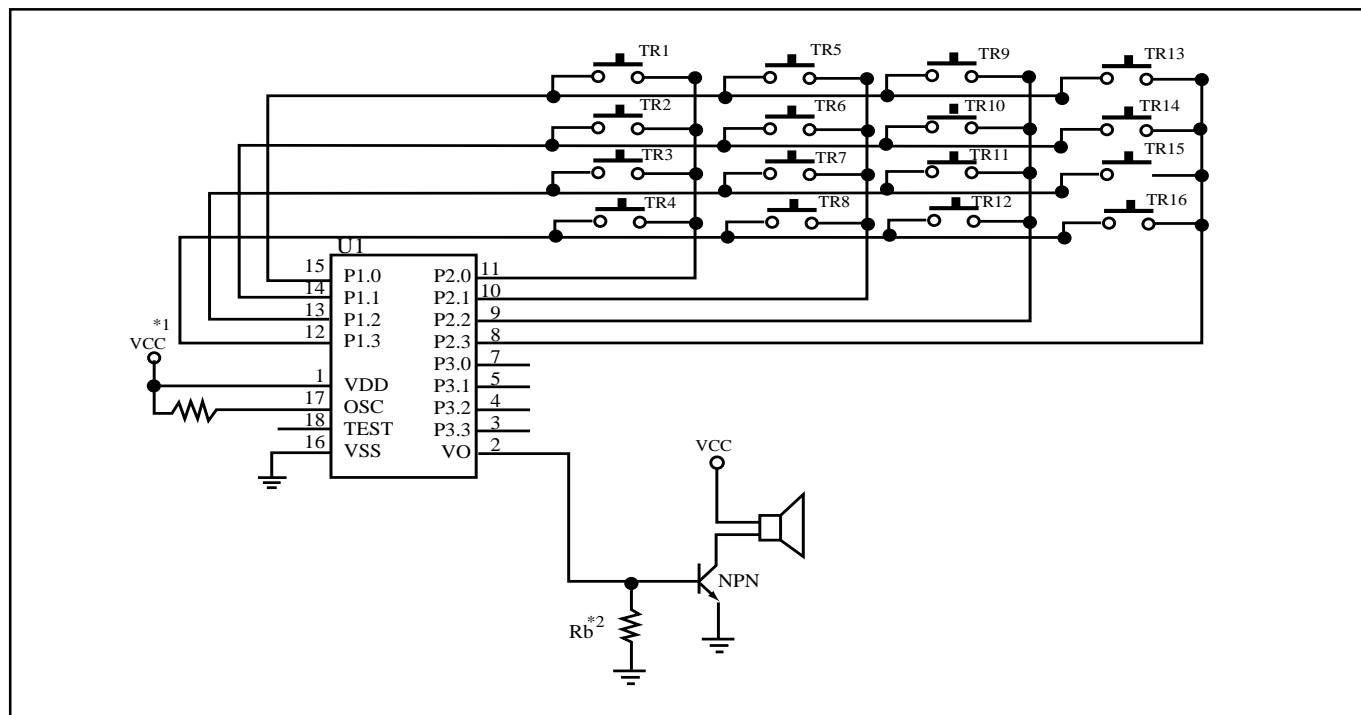 TR1 TR5 TR9 TR13
TR2 TR6 TR10 TR14
TR3 TR7 TR11 TR15
TR4 TR8 TR12 TR16
U1
15 P1.0 P2.0 11
14 P1.1 P2.1 10
13 P1.2 P2.2 9
12 P1.3 P2.3 8
*1
VCC
P3.0 7
1 VDD P3.1 5
17 OSC P3.2 4
18 TEST P3.3 3
16 VSS VO 2
VCC
NPN
Rb*2